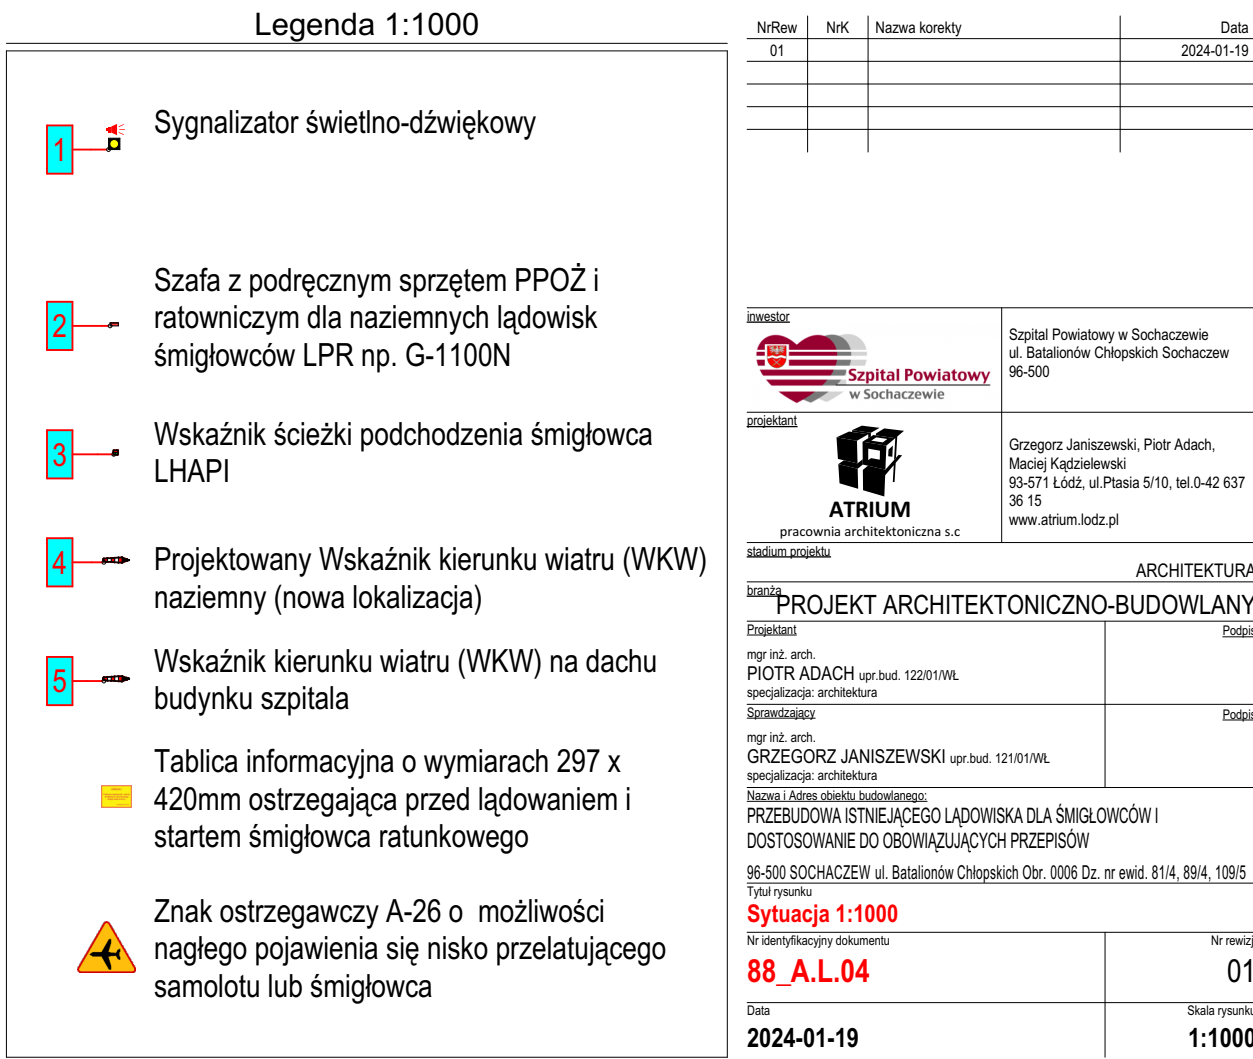 Legenda 1:1000
1
Sygnalizator świetlno-dźwiękowy
2
Szafa z podręcznym sprzętem PPOŻ i
ratowniczym dla naziemnych lądowisk
śmigłowców LPR np. G-1100N
3
Wskaźnik ścieżki podchodzenia śmigłowca
LHAPI
4
Projektowany Wskaźnik kierunku wiatru (WKW)
naziemny (nowa lokalizacja)
5
Wskaźnik kierunku wiatru (WKW) na dachu
budynku szpitala
Tablica informacyjna o wymiarach 297 x
420mm ostrzegająca przed lądowaniem i
startem śmigłowca ratunkowego
Znak ostrzegawczy A-26 o możliwości
nagłego pojawienia się nisko przelatującego
samolotu lub śmigłowca
NrRew NrK Nazwa korekty Data
01 2024-01-19
inwestor
Szpital Powiatowy
w Sochaczewie
Szpital Powiatowy w Sochaczewie
ul. Batalionów Chłopskich Sochaczew
96-500
projektant
ATRIUM
pracownia architektoniczna s.c
Grzegorz Janiszewski, Piotr Adach,
Maciej Kądzielewski
93-571 Łódź, ul.Ptasia 5/10, tel.0-42 637
36 15
www.atrium.lodz.pl
stadium projektu
ARCHITEKTURA
branża
PROJEKT ARCHITEKTONICZNO-BUDOWLANY
Projektant Podpis
mgr inż. arch.
PIOTR ADACH upr.bud. 122/01/WŁ
specjalizacja: architektura
Sprawdzający Podpis
mgr inż. arch.
GRZEGORZ JANISZEWSKI upr.bud. 121/01/WŁ
specjalizacja: architektura
Nazwa i Adres obiektu budowlanego:
PRZEBUDOWA ISTNIEJĄCEGO LĄDOWISKA DLA ŚMIGŁOWCÓW I
DOSTOSOWANIE DO OBOWIĄZUJĄCYCH PRZEPISÓW
96-500 SOCHACZEW ul. Batalionów Chłopskich Obr. 0006 Dz. nr ewid. 81/4, 89/4, 109/5
Tytuł rysunku
Sytuacja 1:1000
Nr identyfikacyjny dokumentu Nr rewizj
88_A.L.04 01
Data Skala rysunku
2024-01-19 1:1000